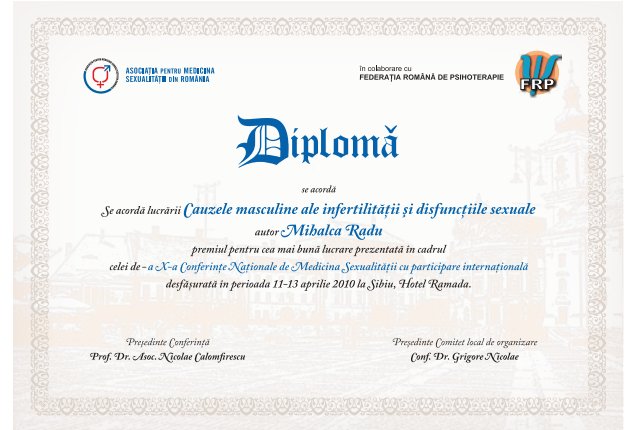 ASOCIAȚIA PENTRU MEDICINA
SEXUALITĂȚII DIN ROMÂNIA
în colaborare cu
FEDERAȚIA ROMÂNĂ DE PSIHOTERAPIE
FRP
Diplomă
se acordă
Se acordă lucrării Cauzele masculine ale infertilității și disfuncțiile sexuale
autor Mihalca Radu
premiul pentru cea mai bună lucrare prezentată în cadrul
celei de - a X-a Conferințe Naționale de Medicina Sexualității cu participare internațională
desfășurată în perioada 11-13 aprilie 2010 la Sibiu, Hotel Ramada.
Președinte Conferință
Prof. Dr. Asoc. Nicolae Calomfirescu
Președinte Comitet local de organizare
Conf. Dr. Grigore Nicolae